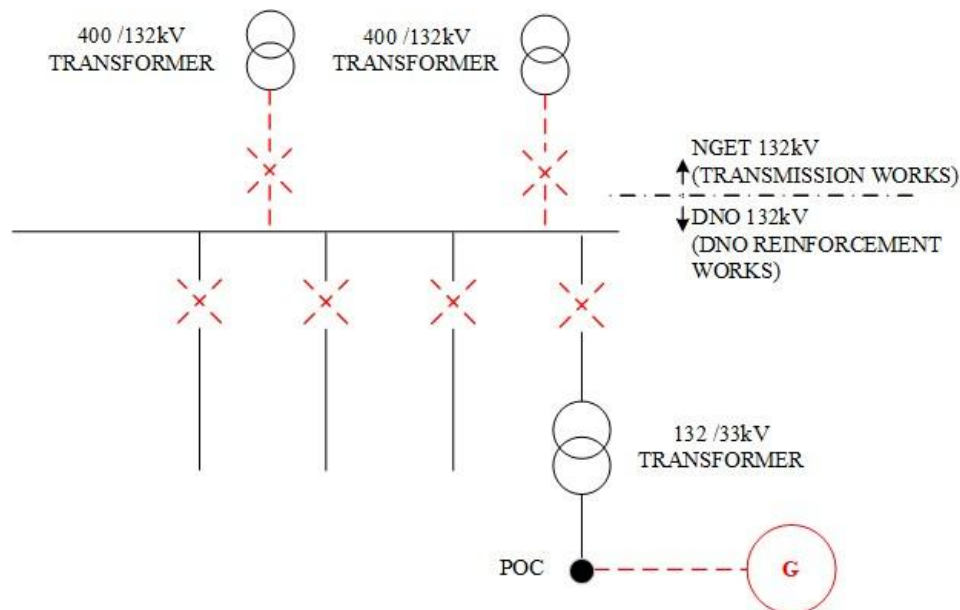 400 /132kV
TRANSFORMER
400 /132kV
TRANSFORMER
NGET 132kV
(TRANSMISSION WORKS)
DNO 132kV
(DNO REINFORCEMENT
WORKS)
132 /33kV
TRANSFORMER
POC
G